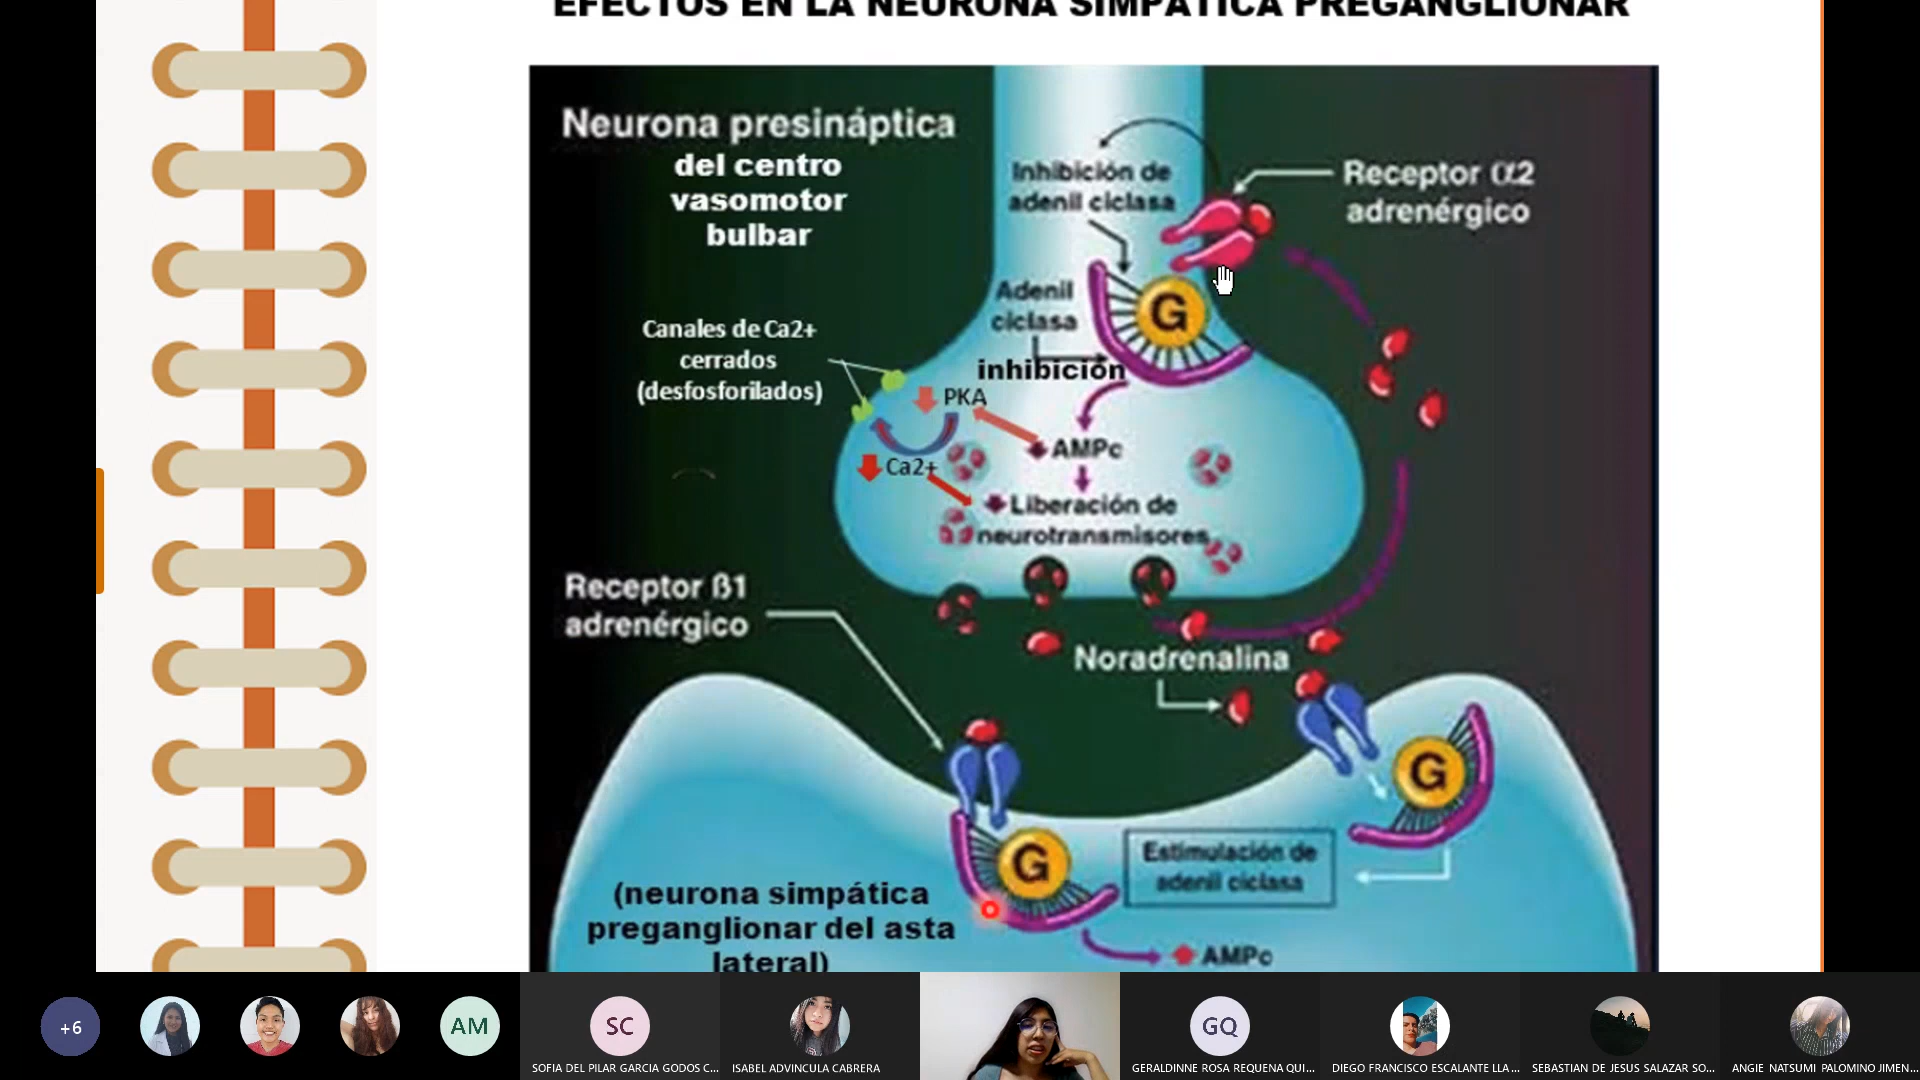 EFECTOS EN LA NEURONA SIMPÁTICA PREGANGLIONAR
Neurona presináptica
del centro
vasomotor
bulbar
Inhibición de
adenil ciclasa
Receptor α2
adrenérgico
G
Adenil
ciclasa
inhibición
Canales de Ca2+
cerrados
(desfosforilados)
PKA
AMPc
Ca2+
Liberación de
neurotransmisores
Receptor ß1
adrenérgico
Noradrenalina
G
G
Estimulación de
adenil ciclasa
(neurona simpática
preganglionar del asta
lateral)
AMPc
+6
AM
SC
GQ
SOFIA DEL PILAR GARCIA GODOS C...
ISABEL ADVINCULA CABRERA
GERALDINNE ROSA REQUENA QUI...
DIEGO FRANCISCO ESCALANTE LLA...
SEBASTIAN DE JESUS SALAZAR SO...
ANGIE NATSUMI PALOMINO JIMEN...